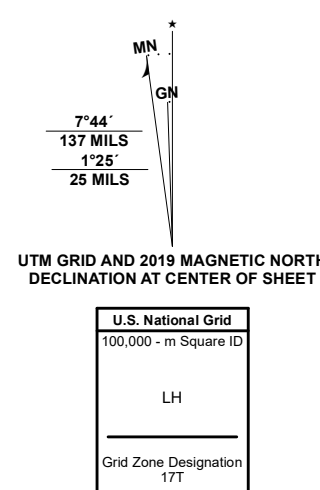 ★
MN
GN
7°44´
137 MILS
1°25´
25 MILS
UTM GRID AND 2019 MAGNETIC NORTH
DECLINATION AT CENTER OF SHEET
U.S. National Grid
100,000 - m Square ID
LH
Grid Zone Designation
17T